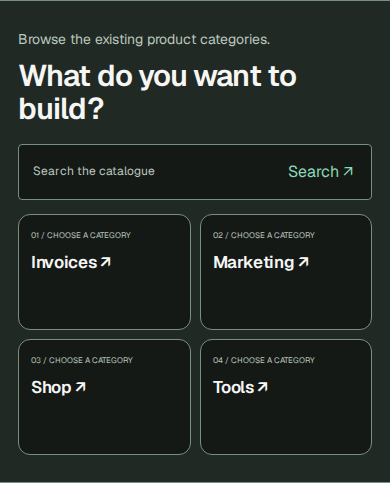 Browse the existing product categories.
What do you want to
build?
Search the catalogue
Search ↗
01 / CHOOSE A CATEGORY
Invoices ↗
02 / CHOOSE A CATEGORY
Marketing ↗
03 / CHOOSE A CATEGORY
Shop ↗
04 / CHOOSE A CATEGORY
Tools ↗